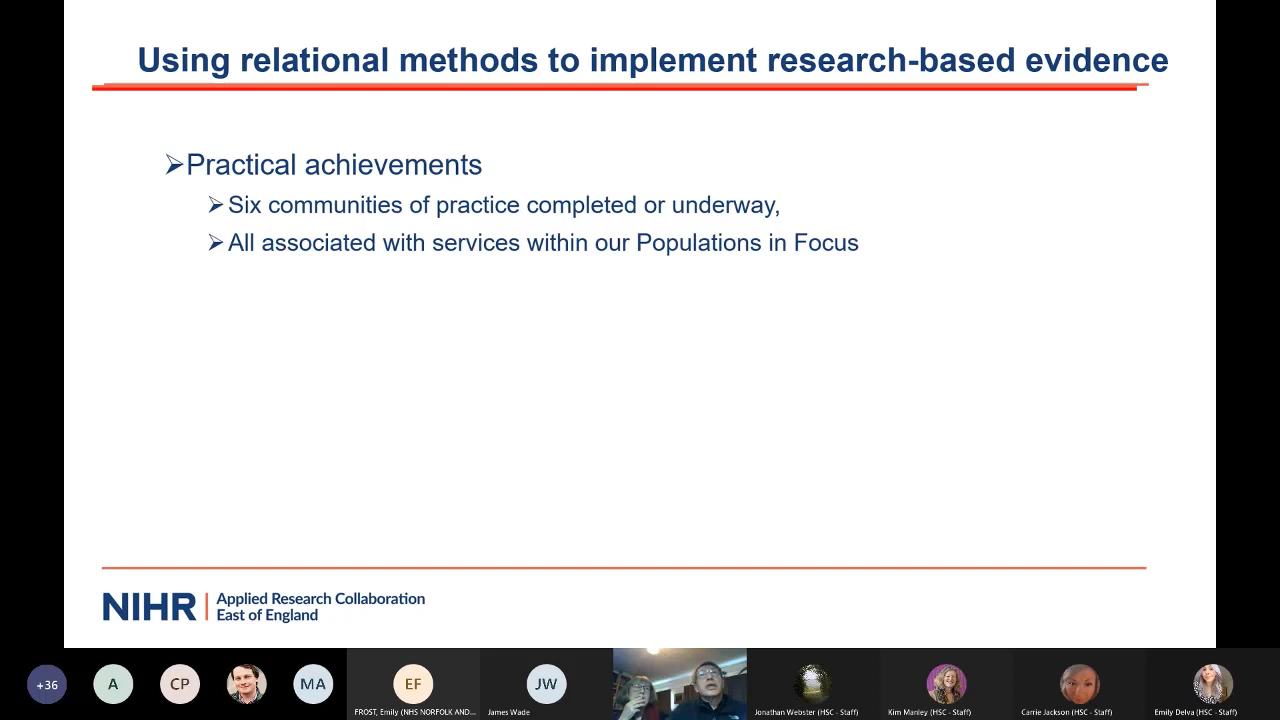 Using relational methods to implement research-based evidence
Practical achievements
Six communities of practice completed or underway,
All associated with services within our Populations in Focus
NIHR | Applied Research Collaboration
East of England
+36
A
CP
MA
EF
FROST, Emily (NHS NORFOLK AND...
JW
James Wade
Jonathan Webster (HSC - Staff)
Kim Manley (HSC - Staff)
Carrie Jackson (HSC - Staff)
Emily Delva (HSC - Staff)